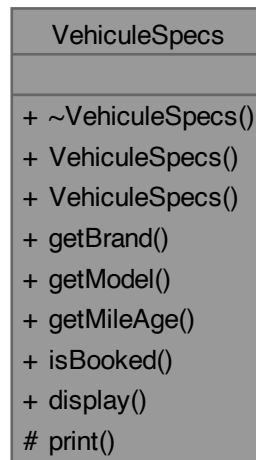 VehiculeSpecs
+ ~VehiculeSpecs()
+ VehiculeSpecs()
+ VehiculeSpecs()
+ getBrand()
+ getModel()
+ getMileAge()
+ isBooked()
+ display()
# print()